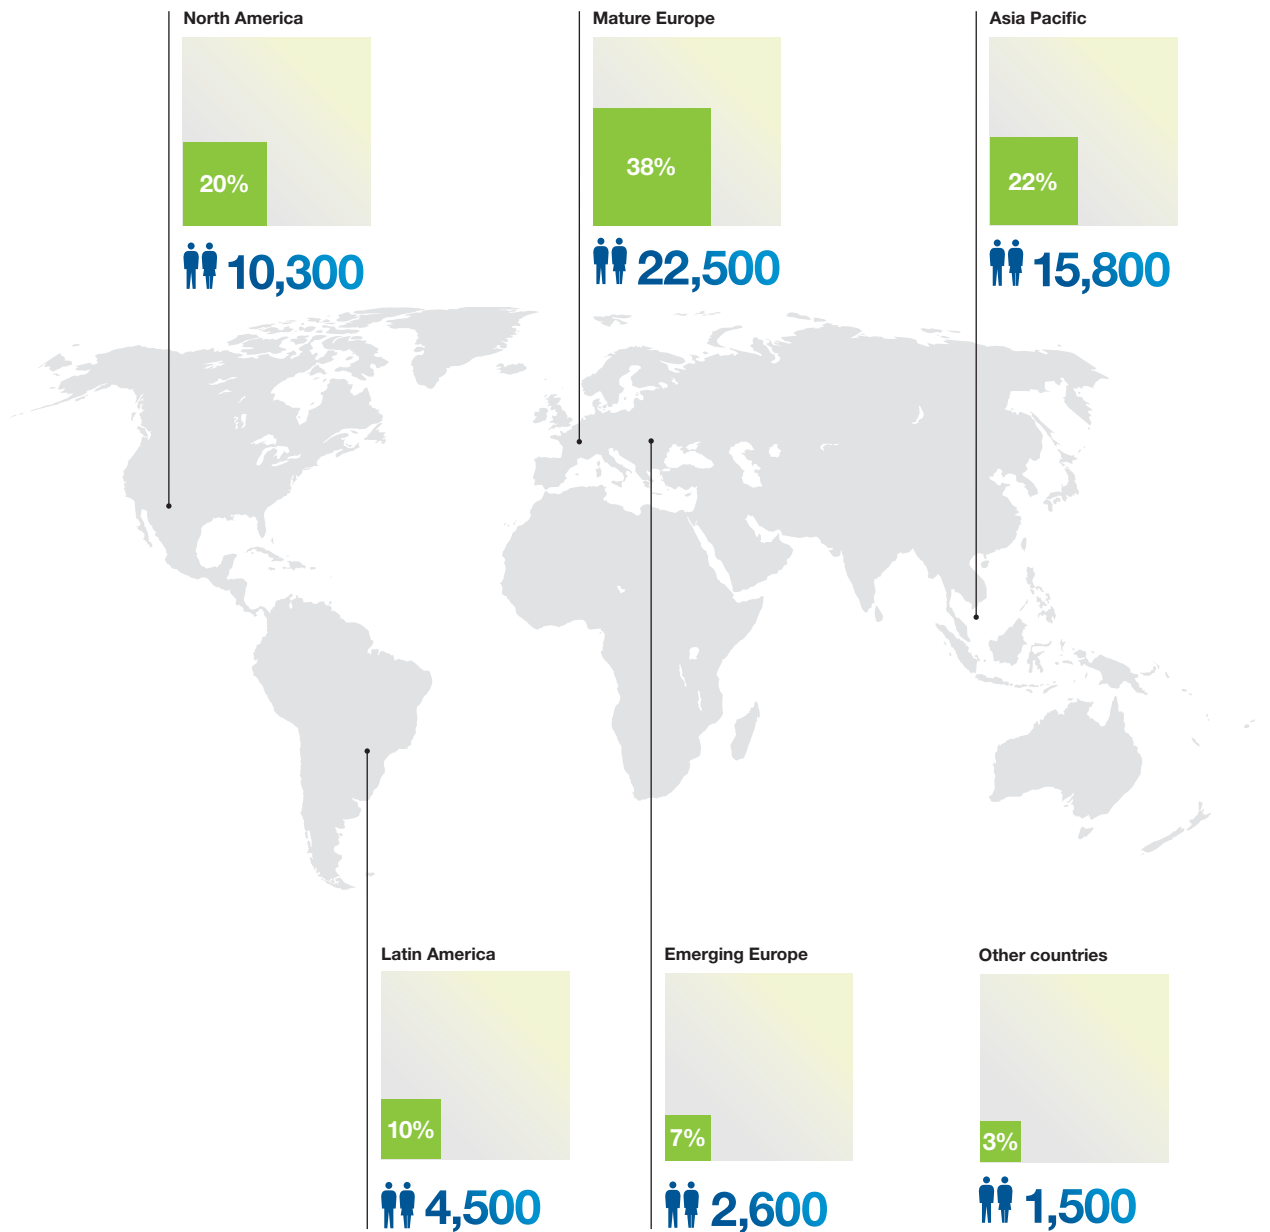 North America
20%
10,300
Mature Europe
38%
22,500
Asia Pacific
22%
15,800
Latin America
10%
4,500
Emerging Europe
7%
2,600
Other countries
3%
1,500